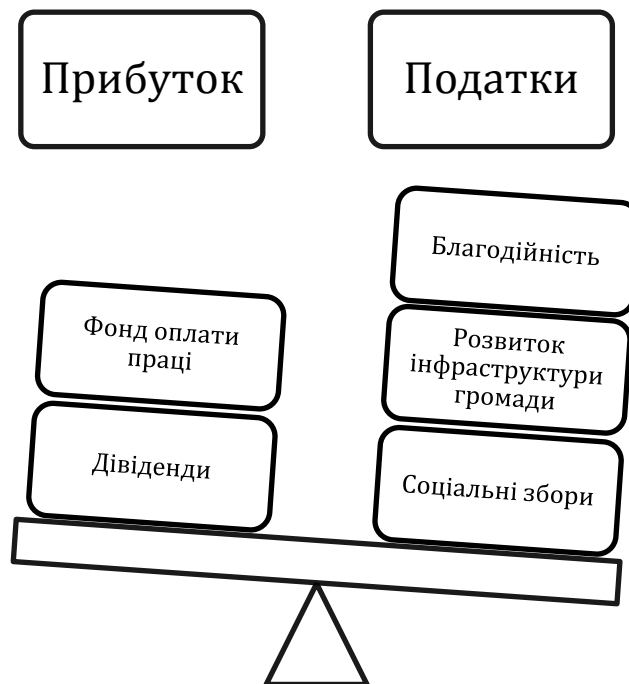 Прибуток
Податки
Благодійність
Фонд оплати
праці
Розвиток
інфраструктури
громади
Дівіденди
Соціальні збори